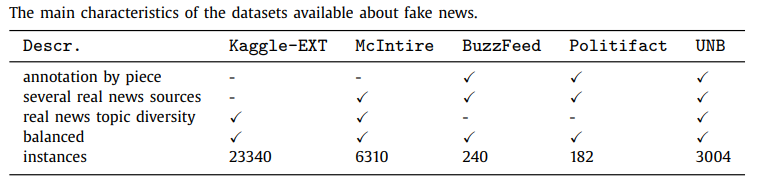 The main characteristics of the datasets available about fake news.
Descr. Kaggle-EXT McIntire BuzzFeed Politifact UNB
annotation by piece - - ✓ ✓ ✓
several real news sources - ✓ ✓ ✓ ✓
real news topic diversity ✓ ✓ - - ✓
balanced ✓ ✓ ✓ ✓ ✓
instances 23340 6310 240 182 3004